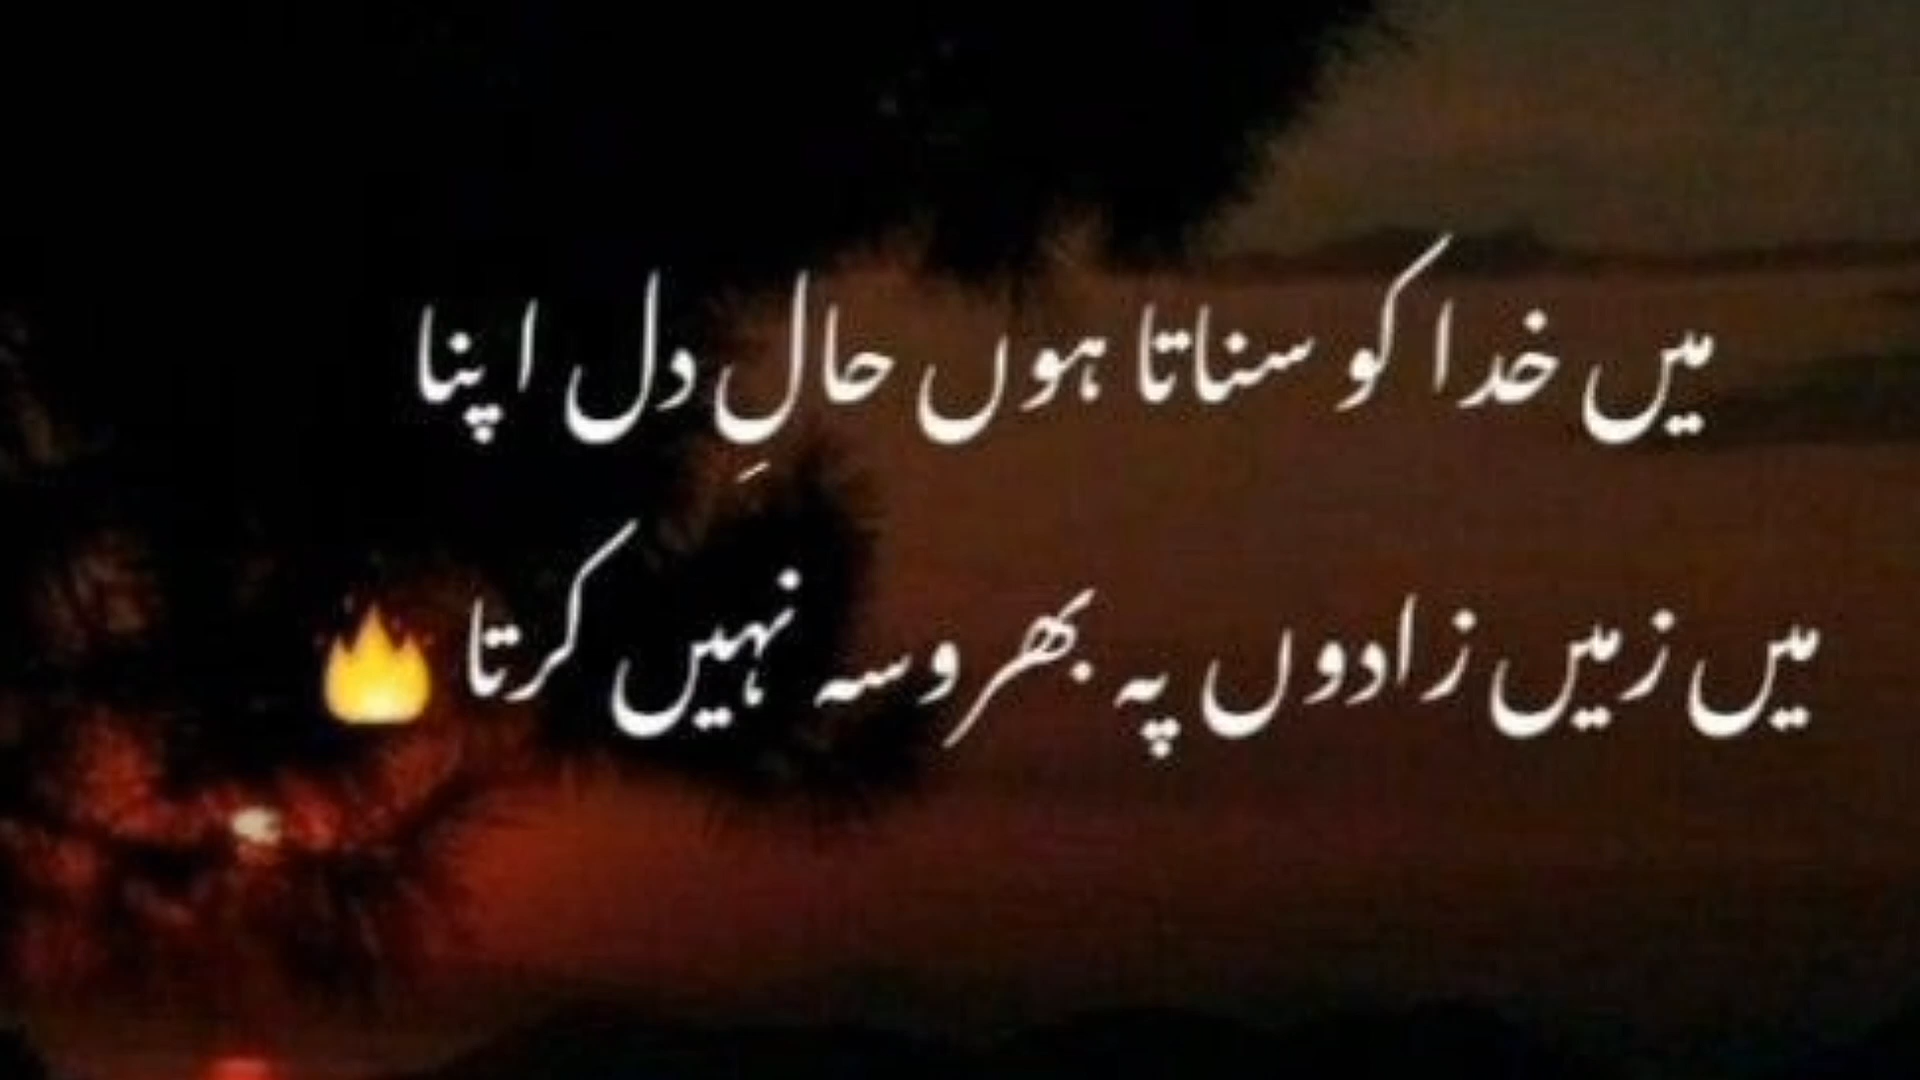 میں خدا کو سناتا ہوں حالِ دل اپنا
میں زمیں زادوں پہ بھروسہ نہیں کرتا 🔥